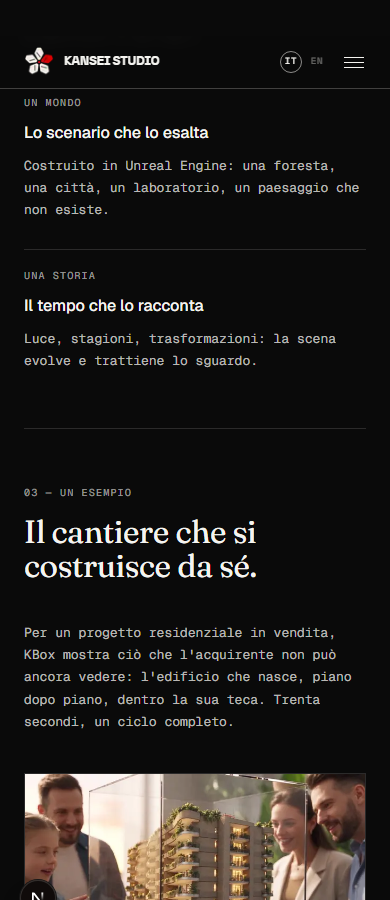 KANSEI STUDIO
IT EN
UN MONDO
Lo scenario che lo esalta
Costruito in Unreal Engine: una foresta,
una città, un laboratorio, un paesaggio che
non esiste.
UNA STORIA
Il tempo che lo racconta
Luce, stagioni, trasformazioni: la scena
evolve e trattiene lo sguardo.
03 — UN ESEMPIO
Il cantiere che si
costruisce da sé.
Per un progetto residenziale in vendita,
KBox mostra ciò che l'acquirente non può
ancora vedere: l'edificio che nasce, piano
dopo piano, dentro la sua teca. Trenta
secondi, un ciclo completo.
N